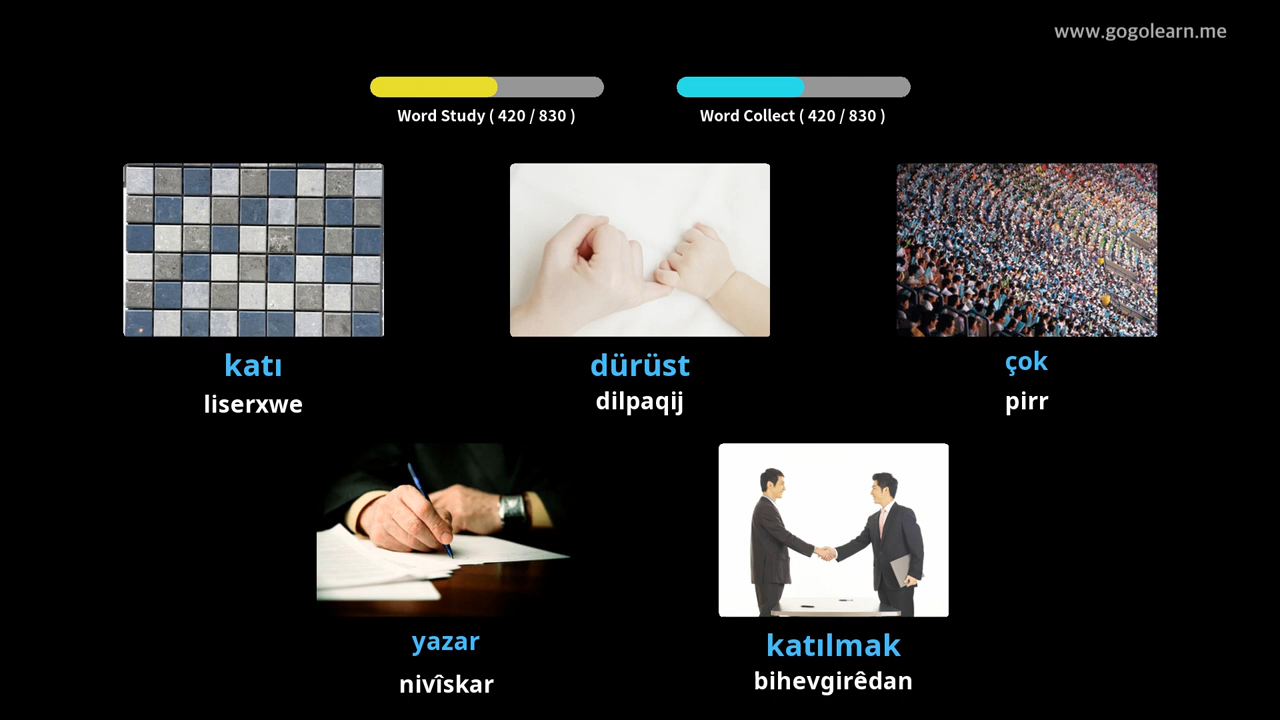 www.gogolearn.me
Word Study ( 420 / 830 )
Word Collect ( 420 / 830 )
katı
liserxwe
dürüst
dilpaqij
çok
pirr
yazar
nivîskar
katılmak
bihevgirêdan